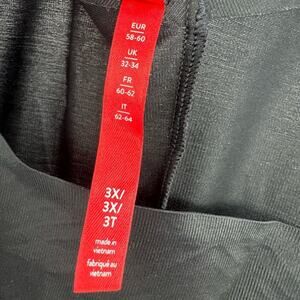 EUR
58-60
UK
32-34
FR
60-62
IT
62-64
3X/
3X/
3T
made in
vietnam
fabriqué au
vietnam